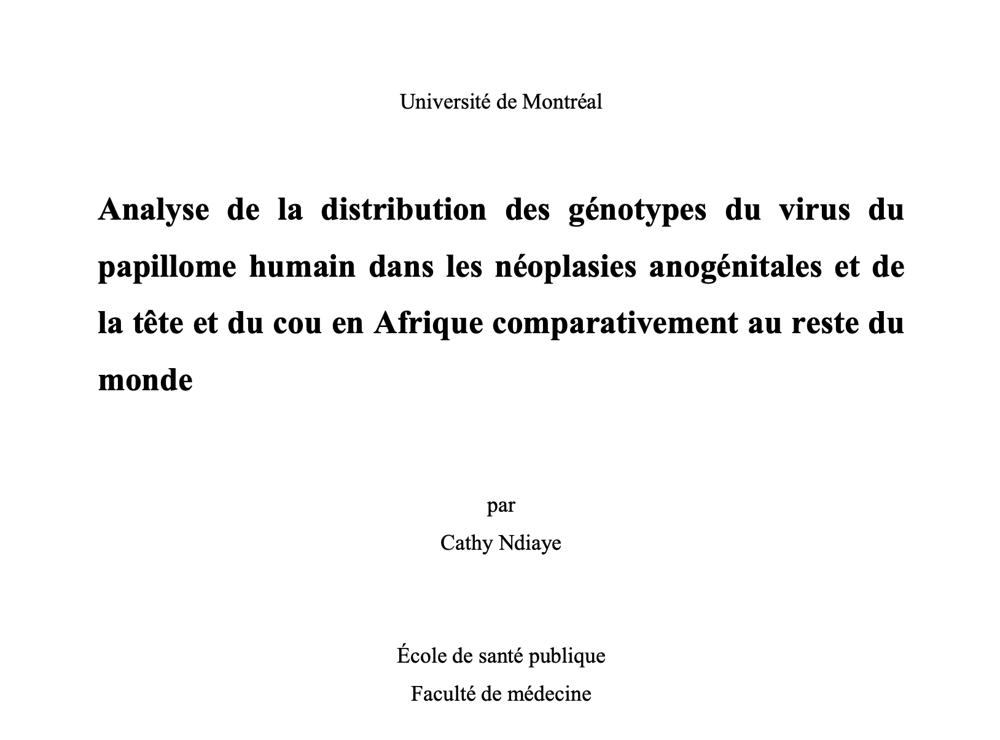 Université de Montréal
Analyse de la distribution des génotypes du virus du
papillome humain dans les néoplasies anogénitales et de
la tête et du cou en Afrique comparativement au reste du
monde
par
Cathy Ndiaye
École de santé publique
Faculté de médecine